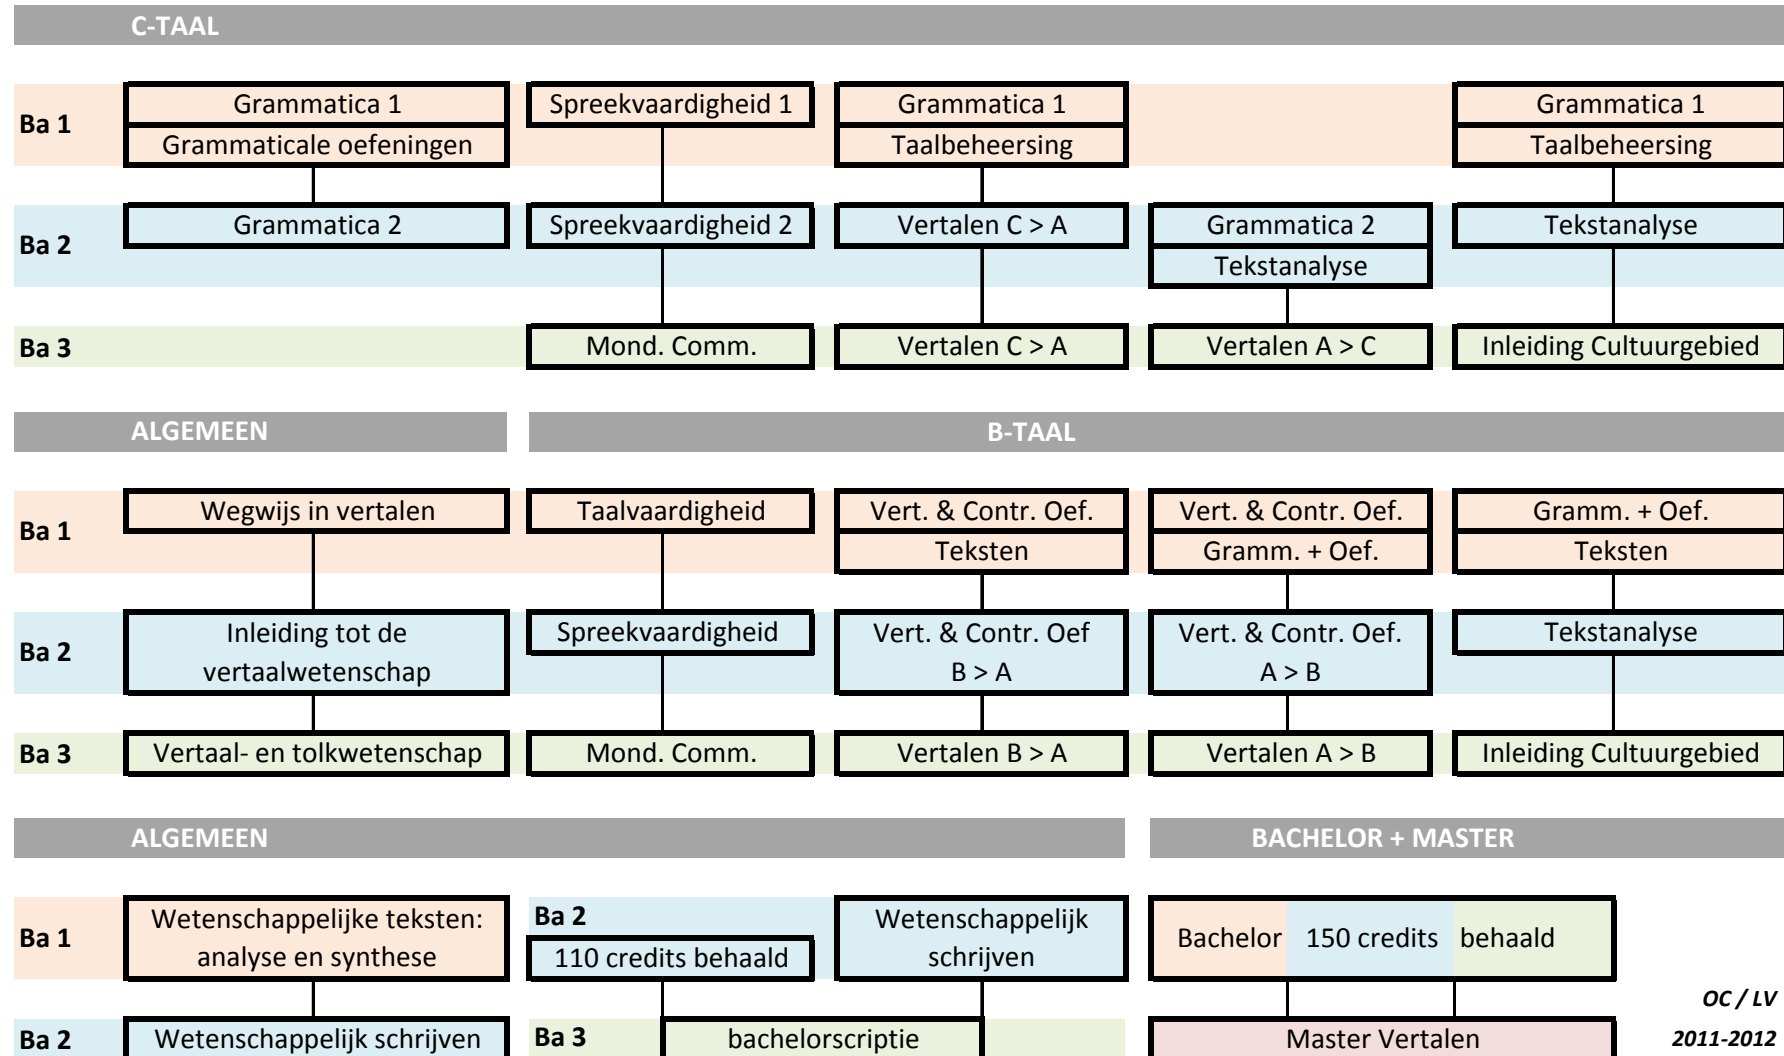 C-TAAL
Ba 1
Grammatica 1
Spreekvaardigheid 1
Grammatica 1
Grammatica 1
Grammaticale oefeningen
Taalbeheersing
Taalbeheersing
Ba 2
Grammatica 2
Spreekvaardigheid 2
Vertalen C > A
Grammatica 2
Tekstanalyse
Tekstanalyse
Ba 3
Mond. Comm.
Vertalen C > A
Vertalen A > C
Inleiding Cultuurgebied
ALGEMEEN
B-TAAL
Ba 1
Wegwijs in vertalen
Taalvaardigheid
Vert. & Contr. Oef.
Vert. & Contr. Oef.
Gramm. + Oef.
Teksten
Gramm. + Oef.
Teksten
Ba 2
Inleiding tot de
vertaalwetenschap
Spreekvaardigheid
Vert. & Contr. Oef
B > A
Vert. & Contr. Oef.
A > B
Tekstanalyse
Ba 3
Vertaal- en tolkwetenschap
Mond. Comm.
Vertalen B > A
Vertalen A > B
Inleiding Cultuurgebied
ALGEMEEN
BACHELOR + MASTER
Ba 1
Wetenschappelijke teksten:
analyse en synthese
Ba 2
110 credits behaald
Wetenschappelijk
schrijven
Bachelor 150 credits behaald
OC / LV
Ba 2
Wetenschappelijk schrijven
Ba 3
bachelorscriptie
Master Vertalen
2011-2012